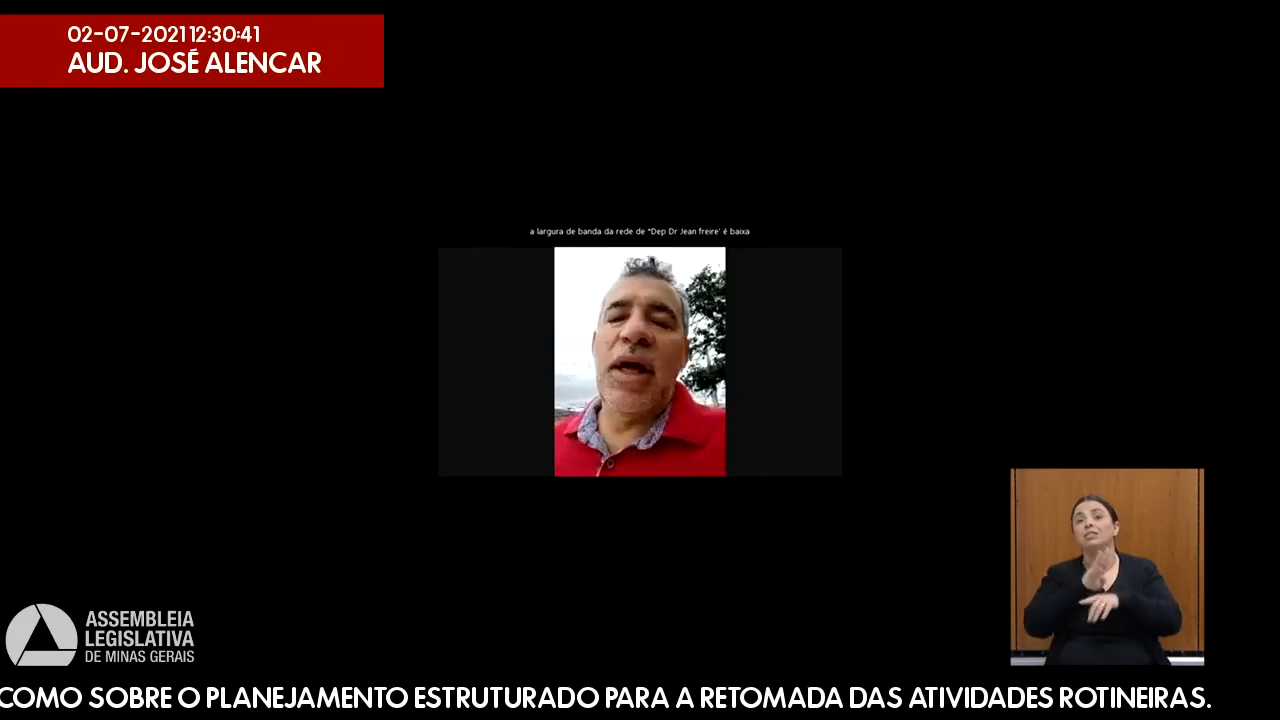 02-07-2021 12:30:41
AUD. JOSÉ ALENCAR
a largura de banda da rede de "Dep Dr Jean freire' é baixa
ASSEMBLEIA
LEGISLATIVA
DE MINAS GERAIS
COMO SOBRE O PLANEJAMENTO ESTRUTURADO PARA A RETOMADA DAS ATIVIDADES ROTINEIRAS.